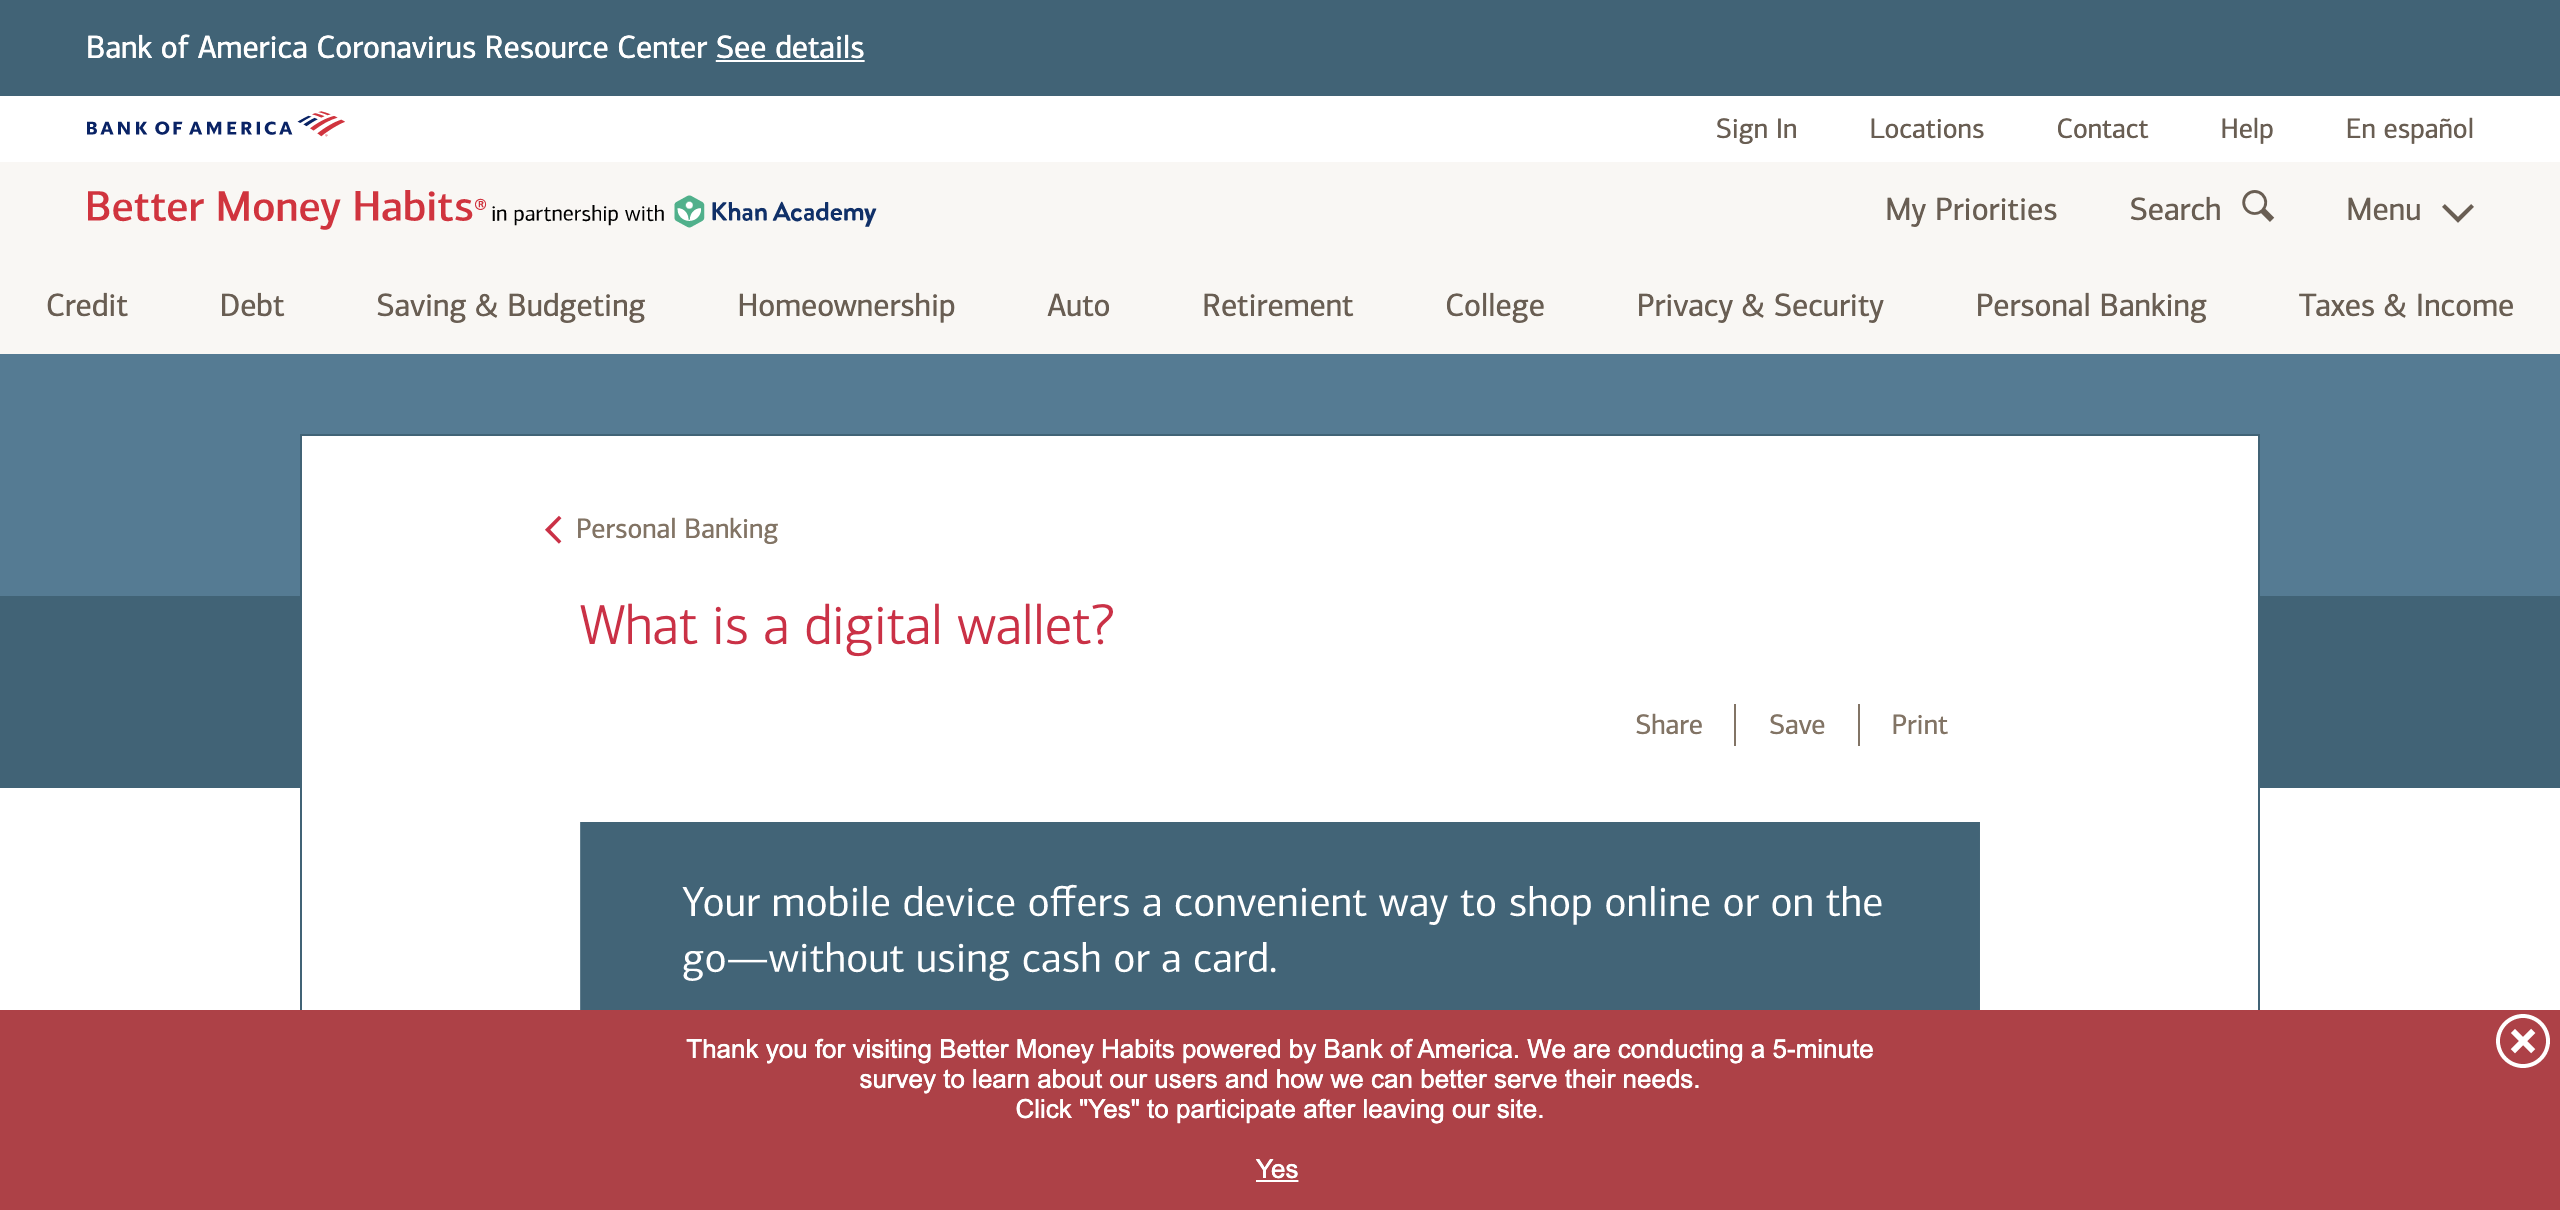 Bank of America Coronavirus Resource Center See details
BANK OF AMERICA
Sign In
Locations
Contact
Help
En español
Better Money Habits® in partnership with Khan Academy
My Priorities
Search
Menu
Credit
Debt
Saving & Budgeting
Homeownership
Auto
Retirement
College
Privacy & Security
Personal Banking
Taxes & Income
Personal Banking
What is a digital wallet?
Share
Save
Print
Your mobile device offers a convenient way to shop online or on the
go—without using cash or a card.
Thank you for visiting Better Money Habits powered by Bank of America. We are conducting a 5-minute
survey to learn about our users and how we can better serve their needs.
Click "Yes" to participate after leaving our site.
Yes